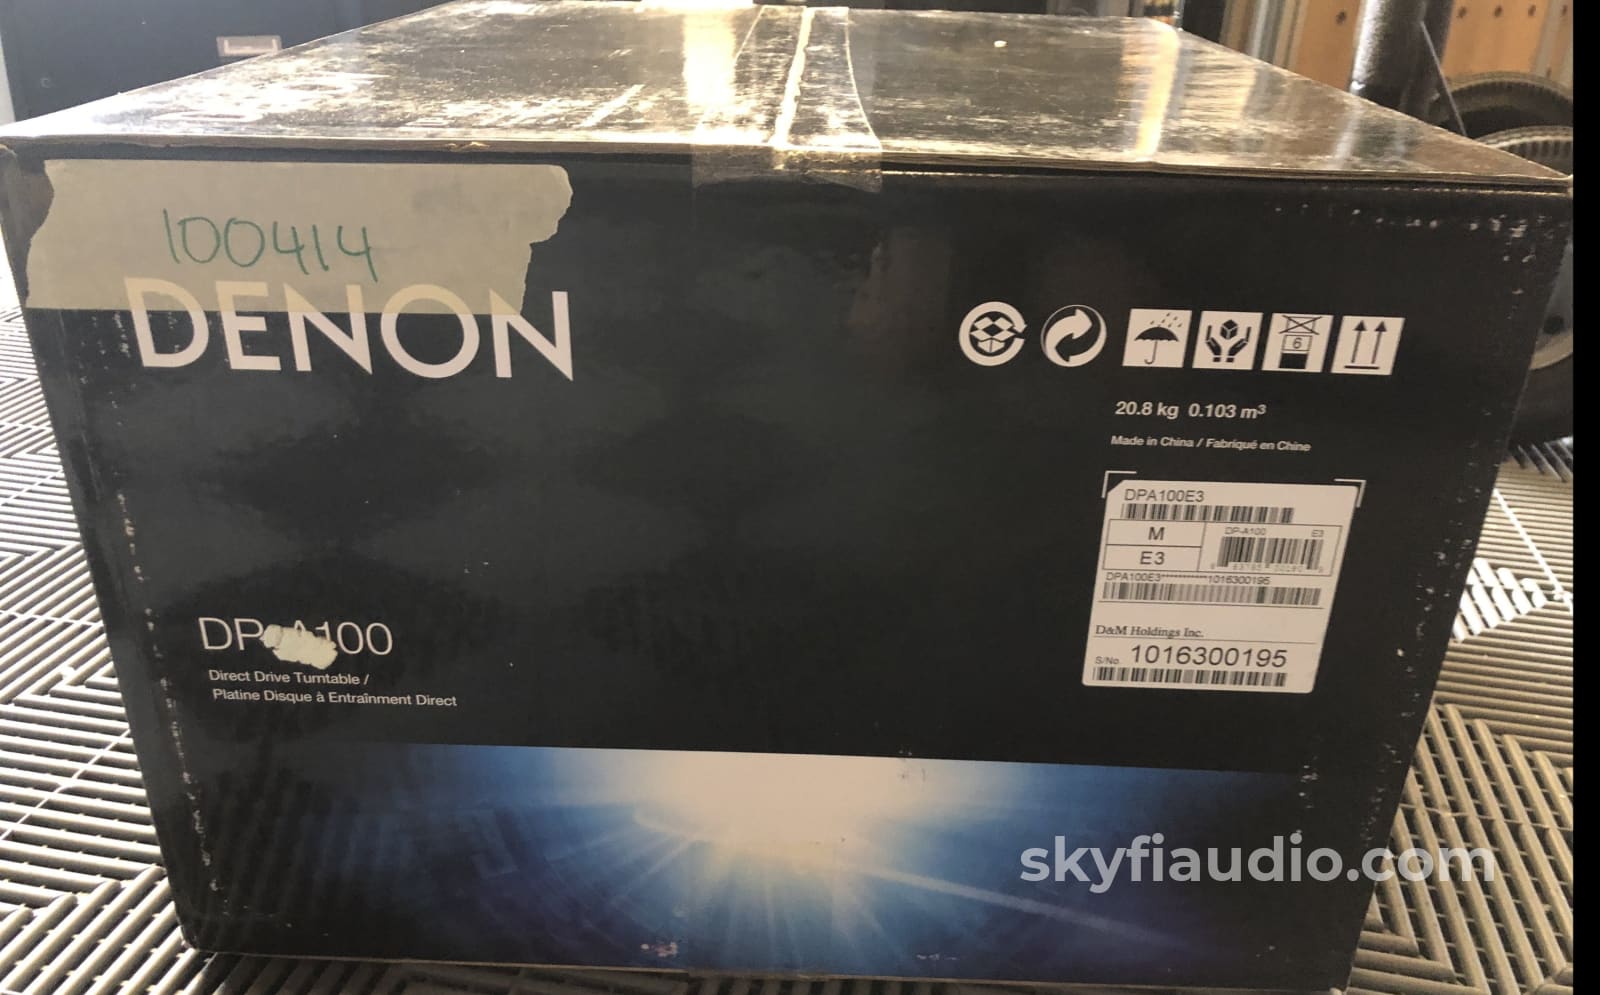 100414
DENON
6
20.8 kg 0.103 m³
Made in China / Fabriqué en Chine
DPA100E3
M
E3
DP-A100 E3
DPA100E3**********1016300195
D&M Holdings Inc.
S/No. 1016300195
DP-A100
Direct Drive Turntable /
Platine Disque à Entraînment Direct
skyfiaudio.com